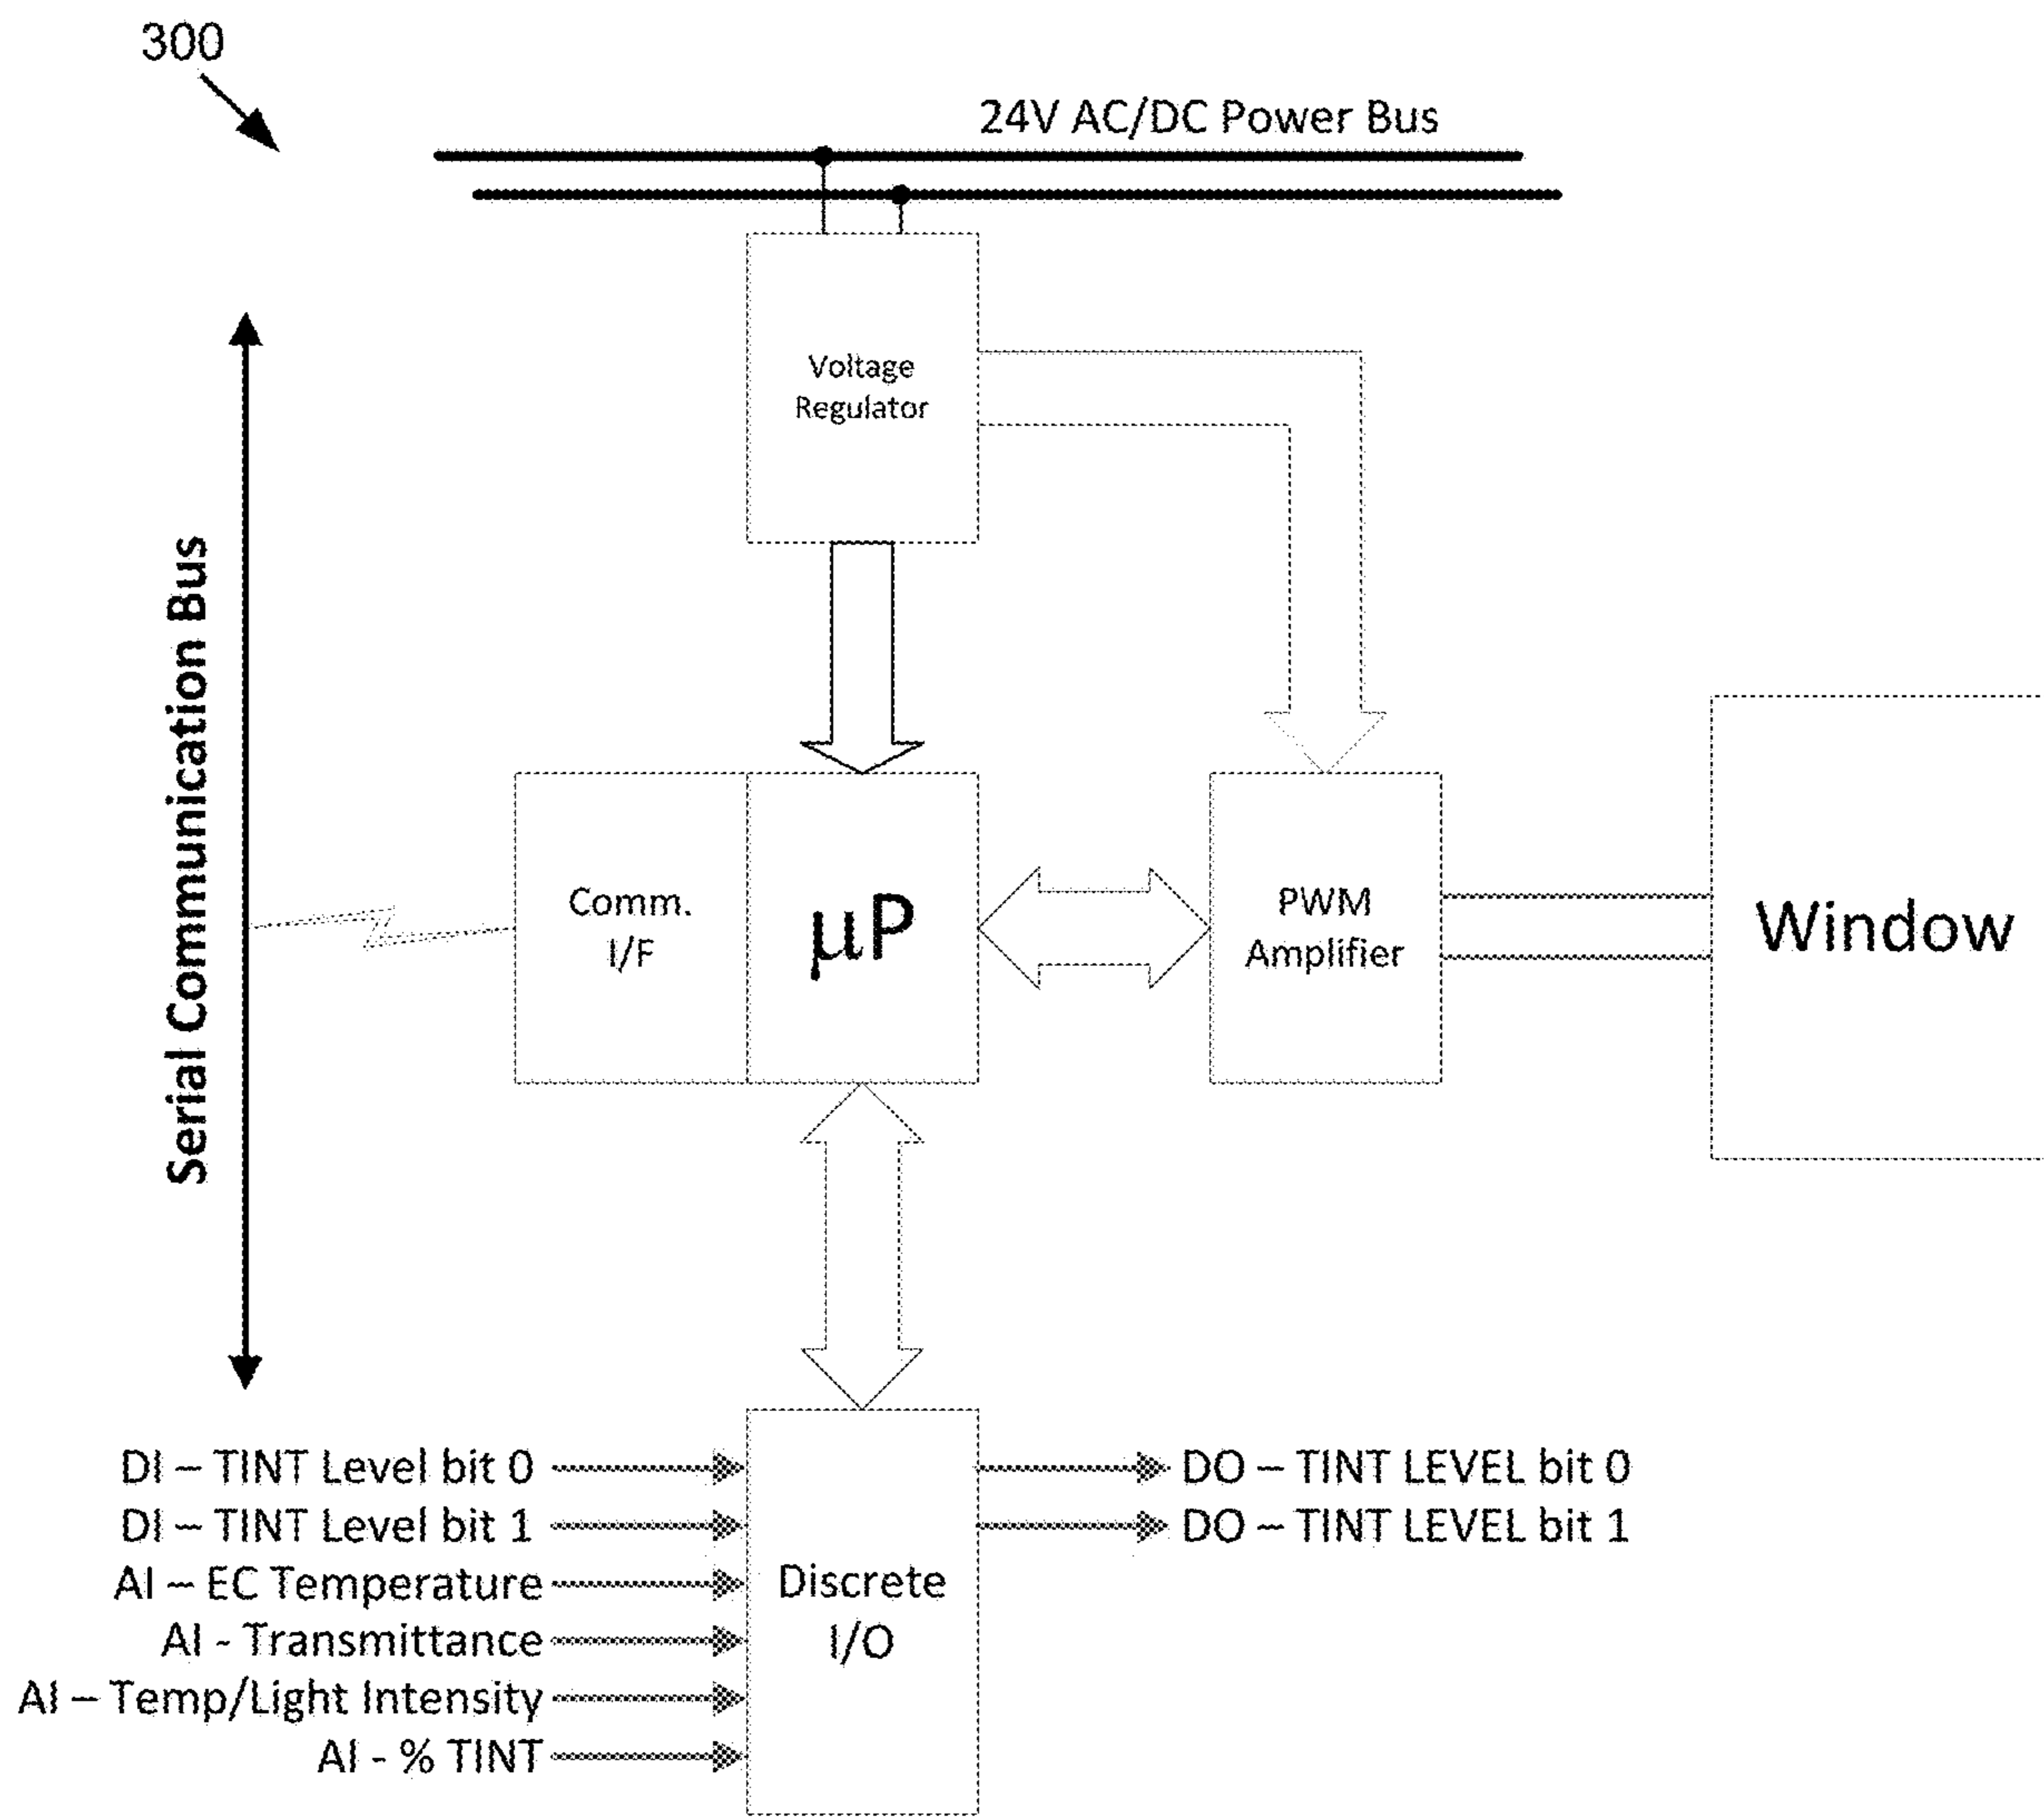 300
24V AC/DC Power Bus
Voltage
Regulator
Serial Communication Bus
Comm.
I/F
µP
PWM
Amplifier
Window
DI – TINT Level bit 0
DI – TINT Level bit 1
AI – EC Temperature
AI - Transmittance
AI – Temp/Light Intensity
AI - % TINT
Discrete
I/O
DO – TINT LEVEL bit 0
DO – TINT LEVEL bit 1